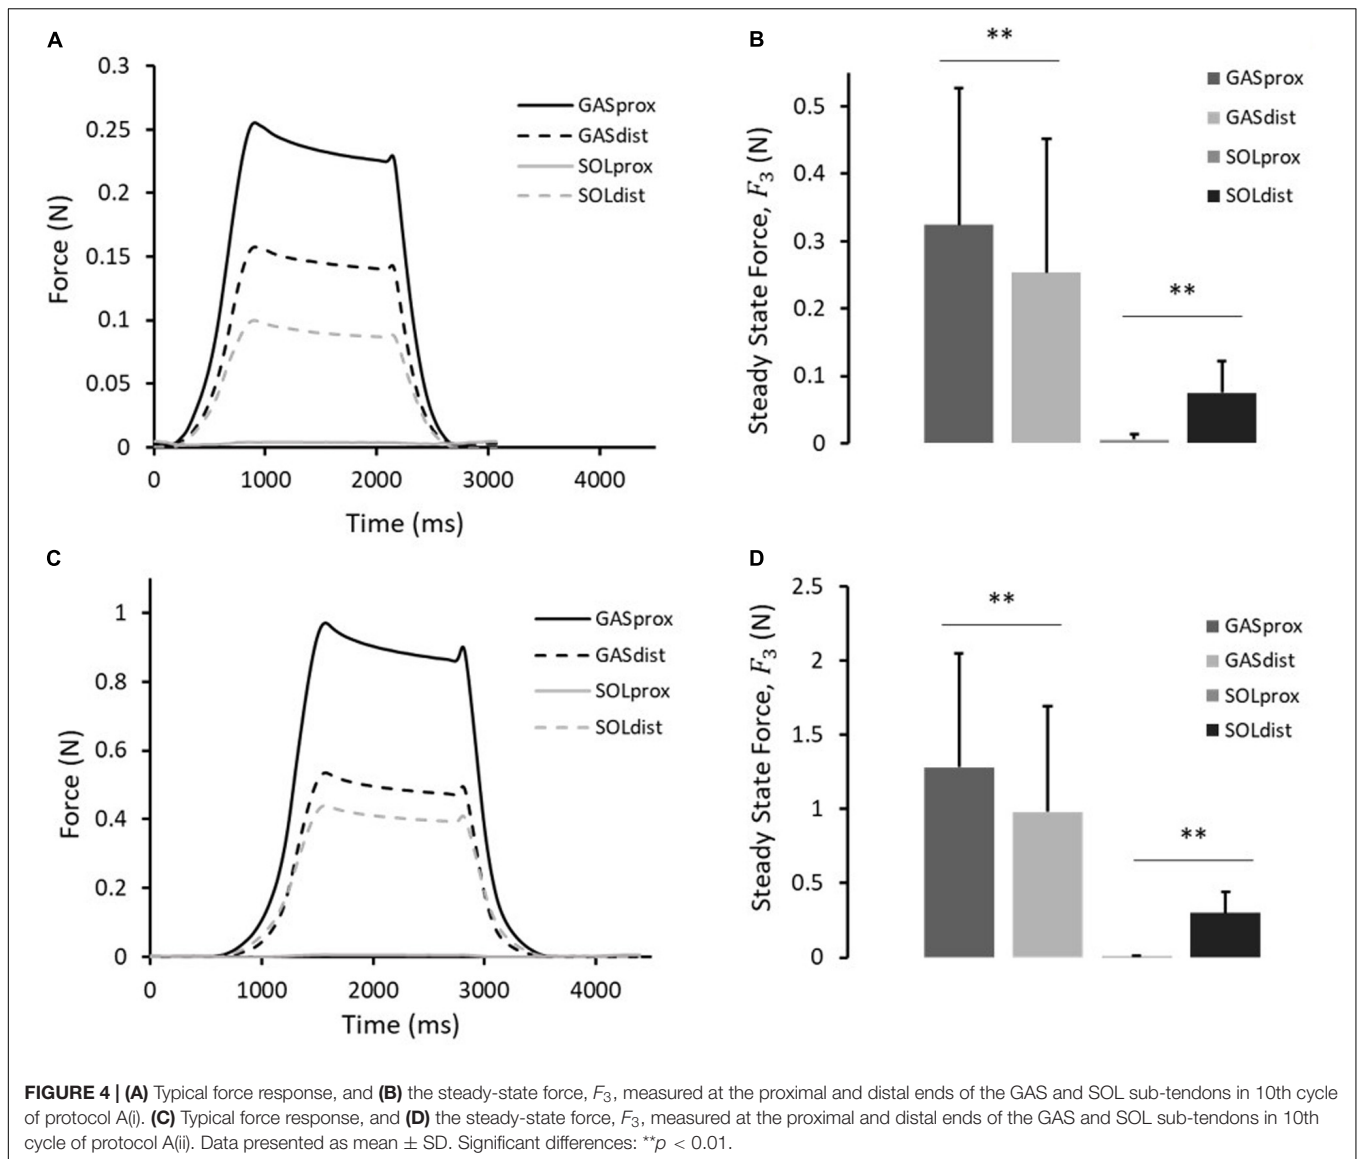 A
0.3
0.25
0.2
0.15
0.1
0.05
0
Force (N)
0 1000 2000 3000 4000
Time (ms)
GASprox
GASdist
SOLprox
SOLdist
B
**
**
0.5
0.4
0.3
0.2
0.1
0
Steady State Force, F₃ (N)
GASprox
GASdist
SOLprox
SOLdist
C
1
0.8
0.6
0.4
0.2
0
Force (N)
0 1000 2000 3000 4000
Time (ms)
GASprox
GASdist
SOLprox
SOLdist
D
**
**
2.5
2
1.5
1
0.5
0
Steady State Force, F₃ (N)
GASprox
GASdist
SOLprox
SOLdist
FIGURE 4 | (A) Typical force response, and (B) the steady-state force, F₃, measured at the proximal and distal ends of the GAS and SOL sub-tendons in 10th cycle
of protocol A(i). (C) Typical force response, and (D) the steady-state force, F₃, measured at the proximal and distal ends of the GAS and SOL sub-tendons in 10th
cycle of protocol A(ii). Data presented as mean ± SD. Significant differences: **p < 0.01.